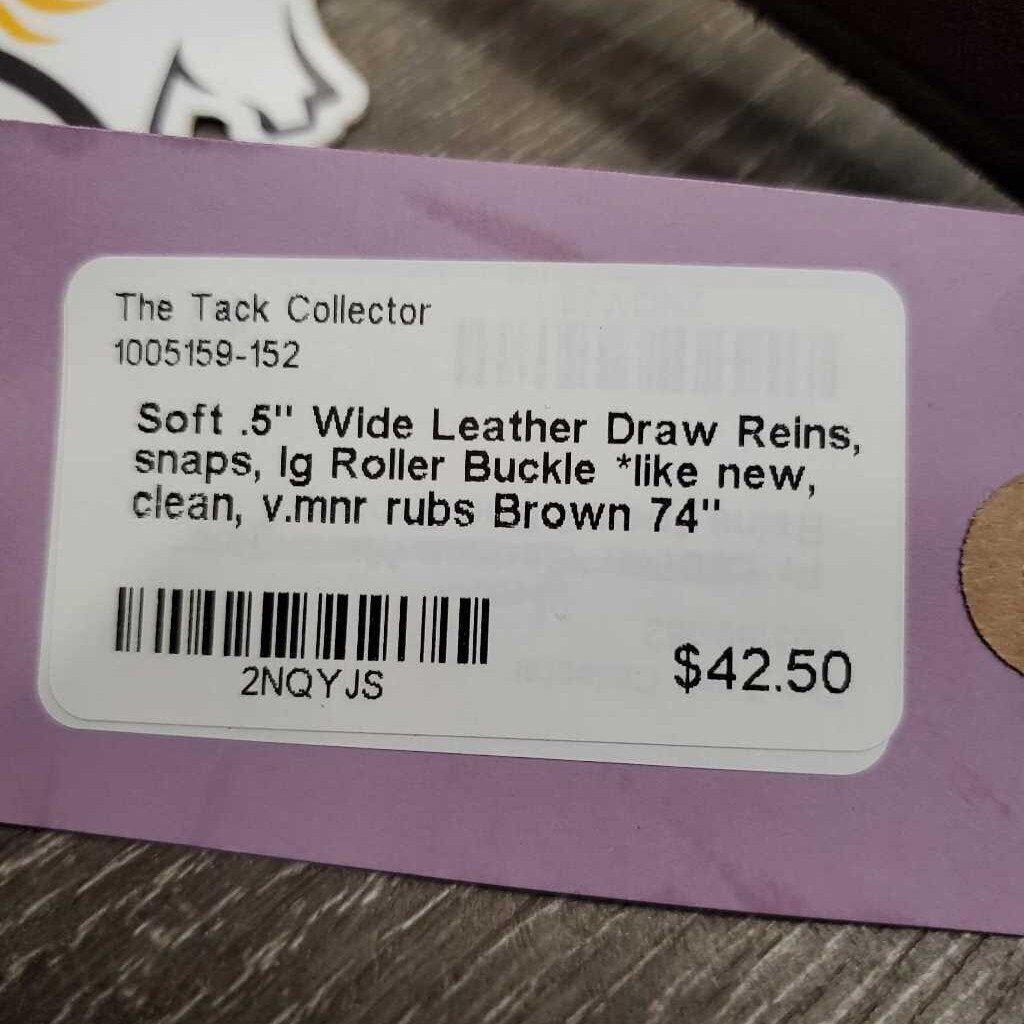 The Tack Collector
1005159-152
Soft .5" Wide Leather Draw Reins,
snaps, lg Roller Buckle *like new,
clean, v.mnr rubs Brown 74"
2NQYJS
$42.50